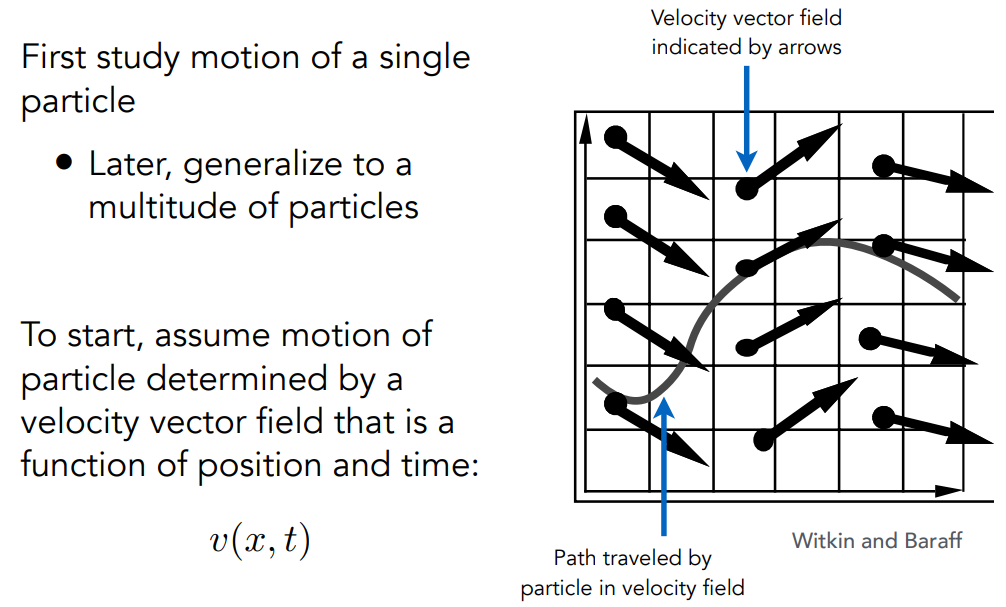 First study motion of a single
particle
• Later, generalize to a
multitude of particles
To start, assume motion of
particle determined by a
velocity vector field that is a
function of position and time:
v(x, t)
Velocity vector field
indicated by arrows
Witkin and Baraff
Path traveled by
particle in velocity field